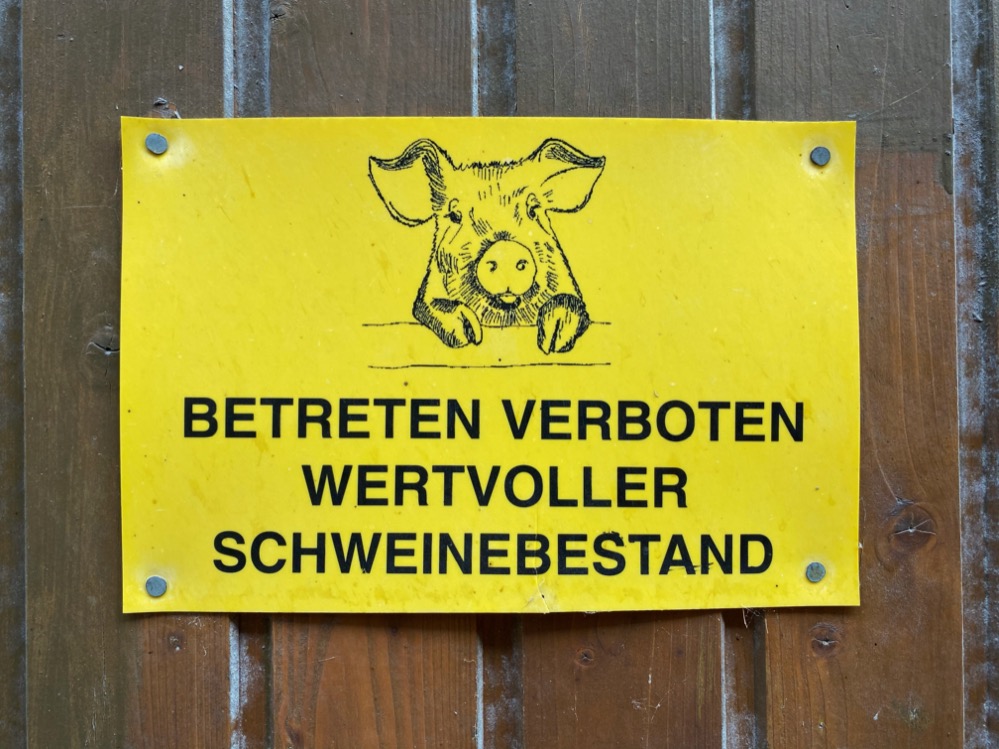 BETRETEN VERBOTEN
WERTVOLLER
SCHWEINEBESTAND